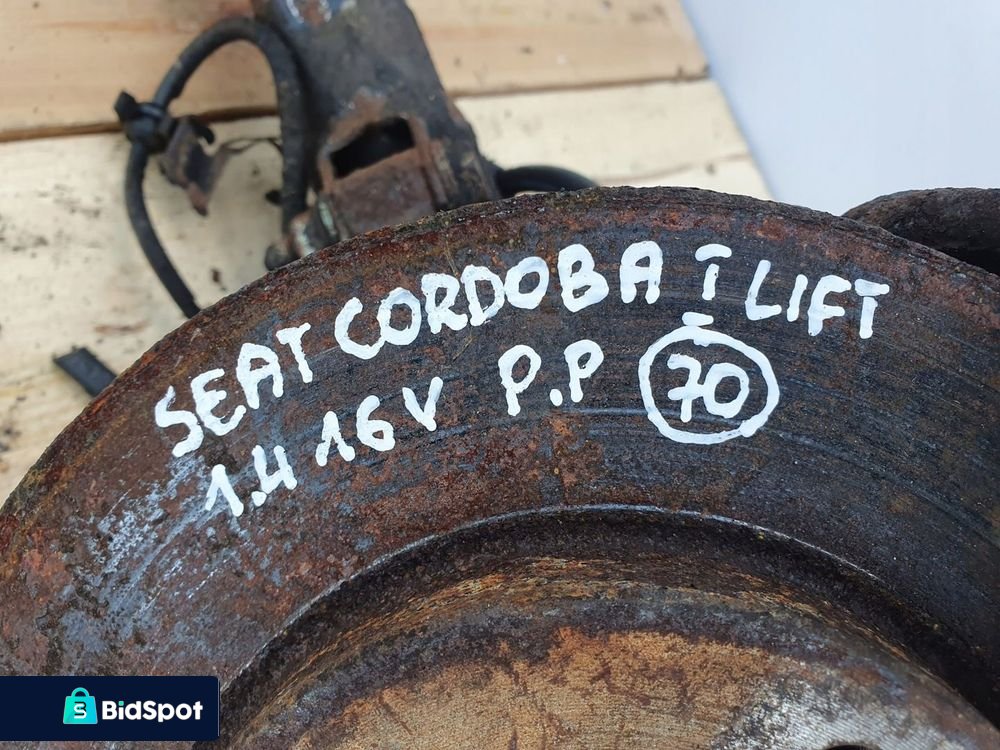 SEAT CORDOBA I LIFT
1.4 16V P.P 70
BidSpot